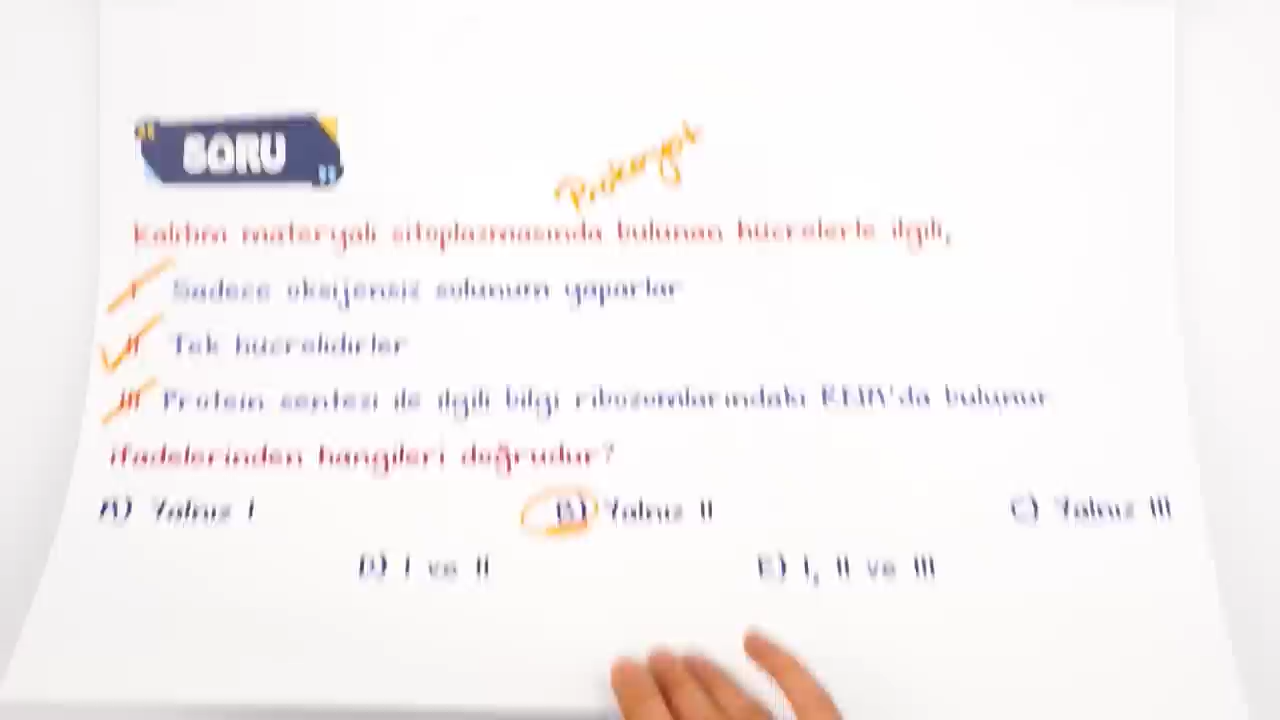 SORU
Prokaryot
Kalıtım materyali sitoplazmasında bulunan hücrelerle ilgili,
I Sadece oksijensiz solunum yaparlar
II Tek hücrelidirler
III Protein sentezi ile ilgili bilgi ribozomlarındaki RNA'da bulunur
ifadelerinden hangileri doğrudur?
A) Yalnız I B) Yalnız II C) Yalnız III
D) I ve II E) I, II ve III